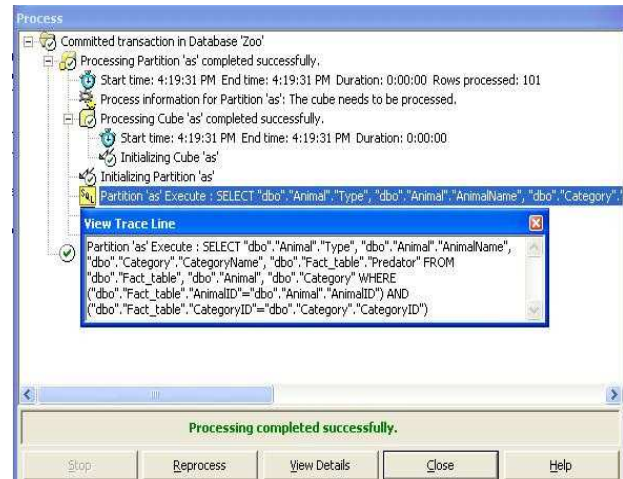 Process
Committed transaction in Database 'Zoo'
Processing Partition 'as' completed successfully.
Start time: 4:19:31 PM End time: 4:19:31 PM Duration: 0:00:00 Rows processed: 101
Process information for Partition 'as': The cube needs to be processed.
Processing Cube 'as' completed successfully.
Start time: 4:19:31 PM End time: 4:19:31 PM Duration: 0:00:00
Initializing Cube 'as'
Initializing Partition 'as'
SQL Partition 'as' Execute : SELECT "dbo"."Animal"."Type", "dbo"."Animal"."AnimalName", "dbo"."Category".
View Trace Line
Partition 'as' Execute : SELECT "dbo"."Animal"."Type", "dbo"."Animal"."AnimalName",
"dbo"."Category"."CategoryName", "dbo"."Fact_table"."Predator" FROM
"dbo"."Fact_table", "dbo"."Animal", "dbo"."Category" WHERE
("dbo"."Fact_table"."AnimalID"="dbo"."Animal"."AnimalID") AND
("dbo"."Fact_table"."CategoryID"="dbo"."Category"."CategoryID")
Processing completed successfully.
Stop Reprocess View Details Close Help